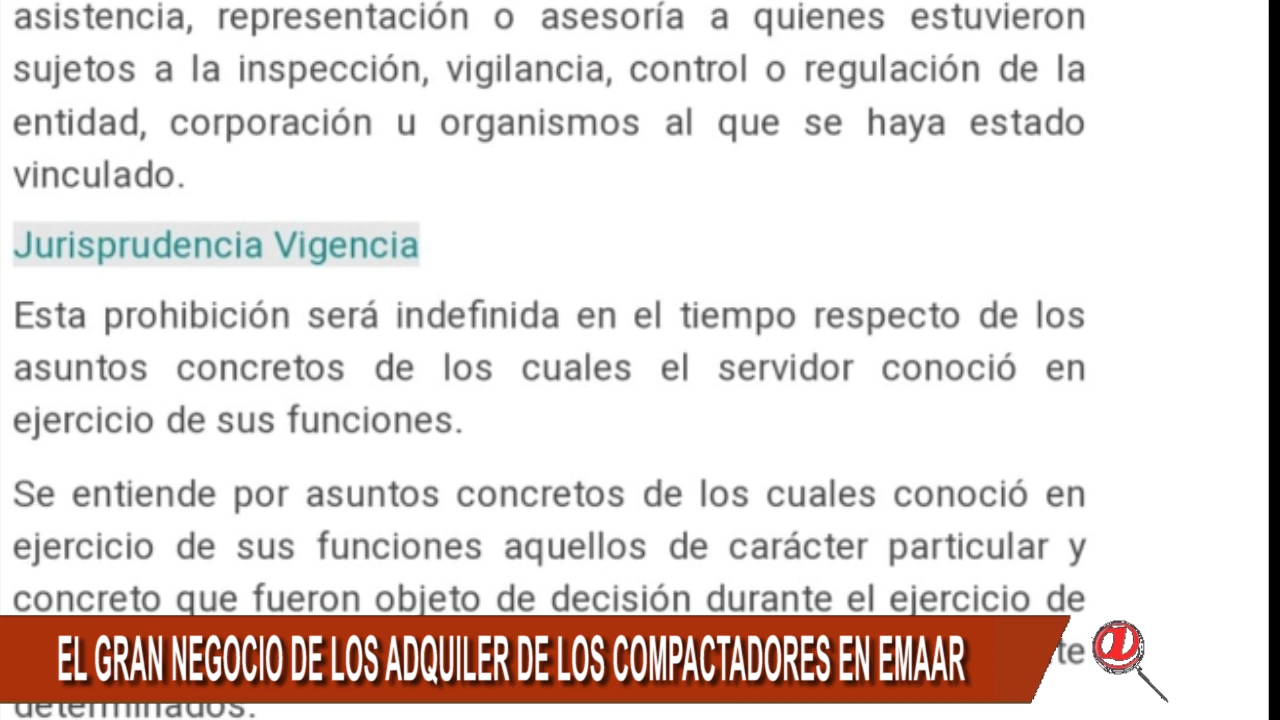 asistencia, representación o asesoría a quienes estuvieron
sujetos a la inspección, vigilancia, control o regulación de la
entidad, corporación u organismos al que se haya estado
vinculado.
Jurisprudencia Vigencia
Esta prohibición será indefinida en el tiempo respecto de los
asuntos concretos de los cuales el servidor conoció en
ejercicio de sus funciones.
Se entiende por asuntos concretos de los cuales conoció en
ejercicio de sus funciones aquellos de carácter particular y
concreto que fueron objeto de decisión durante el ejercicio de
EL GRAN NEGOCIO DE LOS ADQUILER DE LOS COMPACTADORES EN EMAAR
determinados.